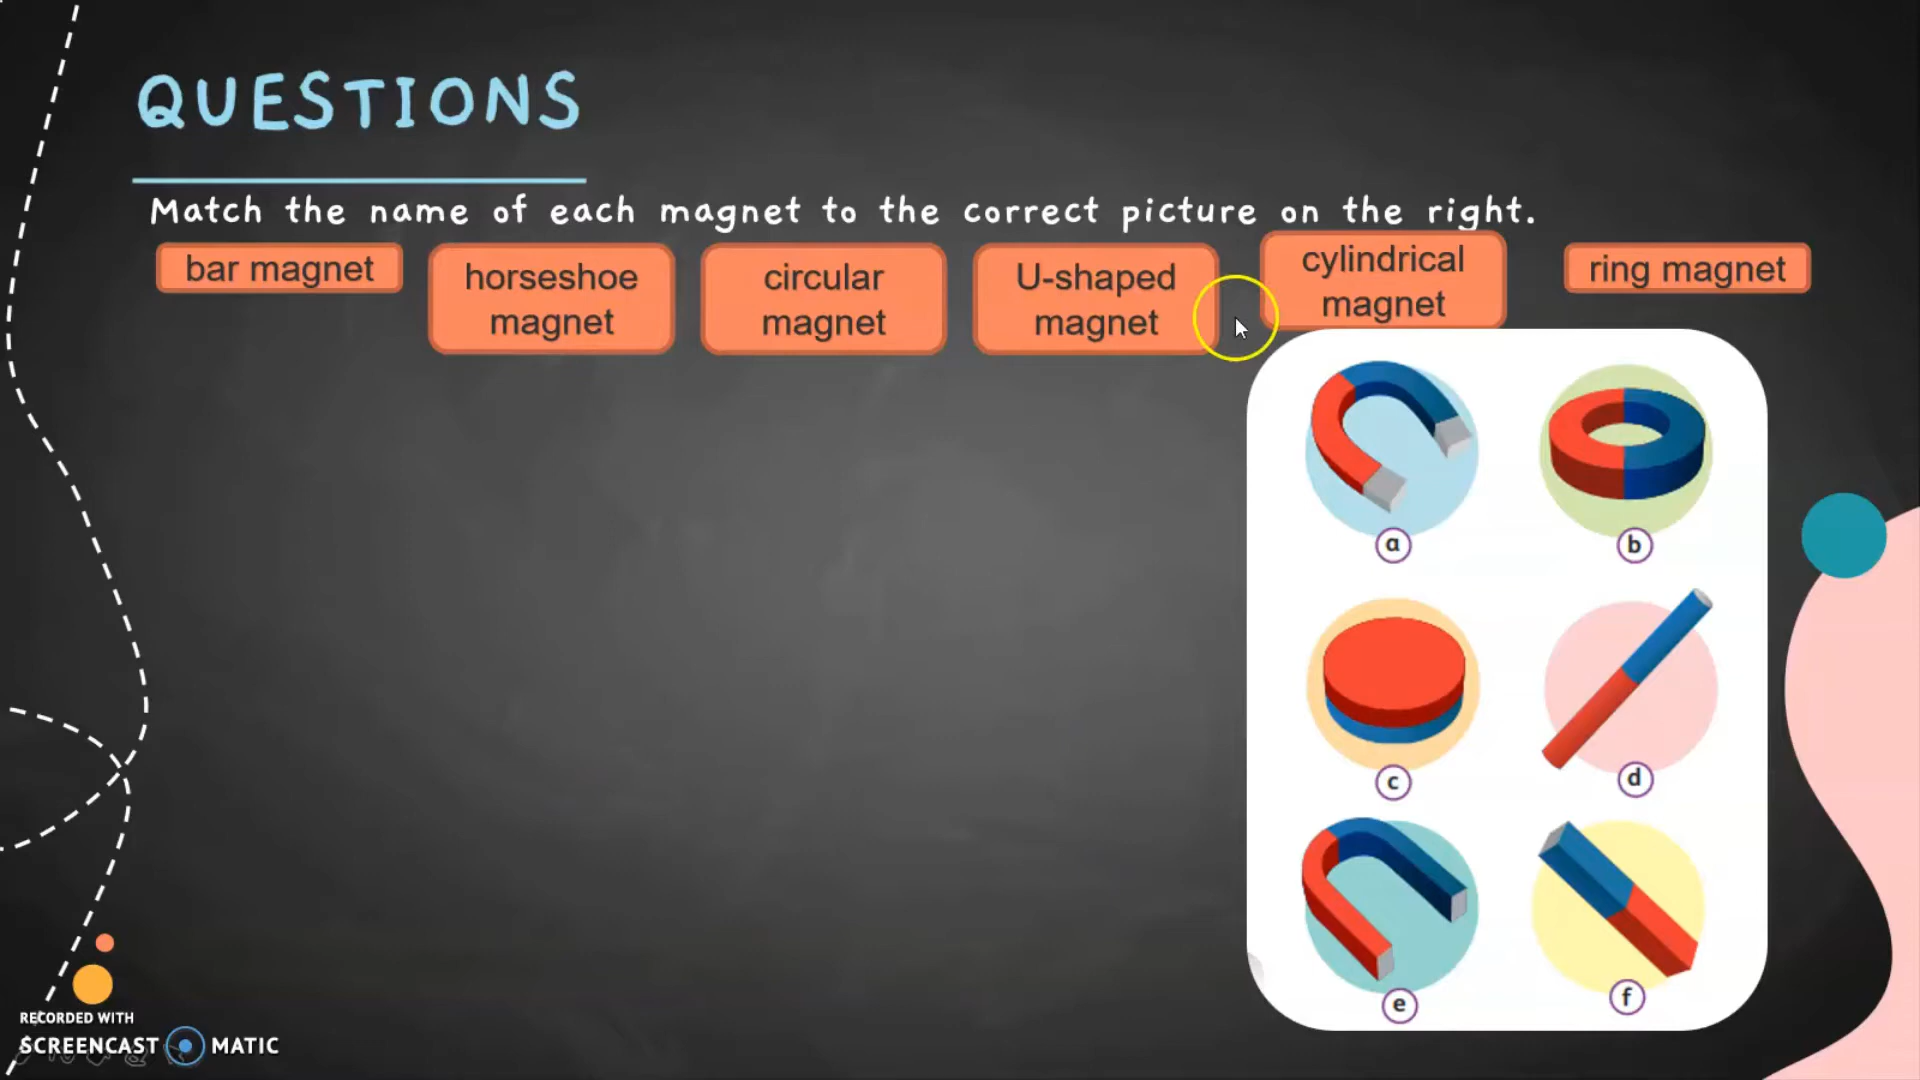 QUESTIONS
Match the name of each magnet to the correct picture on the right.
bar magnet
horseshoe
magnet
circular
magnet
U-shaped
magnet
cylindrical
magnet
ring magnet
a
b
c
d
e
f
RECORDED WITH
SCREENCAST MATIC